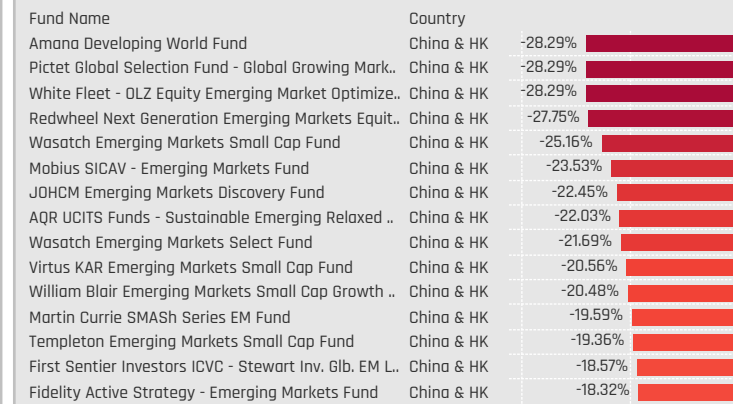 Fund Name Country
Amana Developing World Fund China & HK -28.29%
Pictet Global Selection Fund - Global Growing Mark.. China & HK -28.29%
White Fleet - OLZ Equity Emerging Market Optimize.. China & HK -28.29%
Redwheel Next Generation Emerging Markets Equit.. China & HK -27.75%
Wasatch Emerging Markets Small Cap Fund China & HK -25.16%
Mobius SICAV - Emerging Markets Fund China & HK -23.53%
JOHCM Emerging Markets Discovery Fund China & HK -22.45%
AQR UCITS Funds - Sustainable Emerging Relaxed .. China & HK -22.03%
Wasatch Emerging Markets Select Fund China & HK -21.69%
Virtus KAR Emerging Markets Small Cap Fund China & HK -20.56%
William Blair Emerging Markets Small Cap Growth .. China & HK -20.48%
Martin Currie SMASh Series EM Fund China & HK -19.59%
Templeton Emerging Markets Small Cap Fund China & HK -19.36%
First Sentier Investors ICVC - Stewart Inv. Glb. EM L.. China & HK -18.57%
Fidelity Active Strategy - Emerging Markets Fund China & HK -18.32%